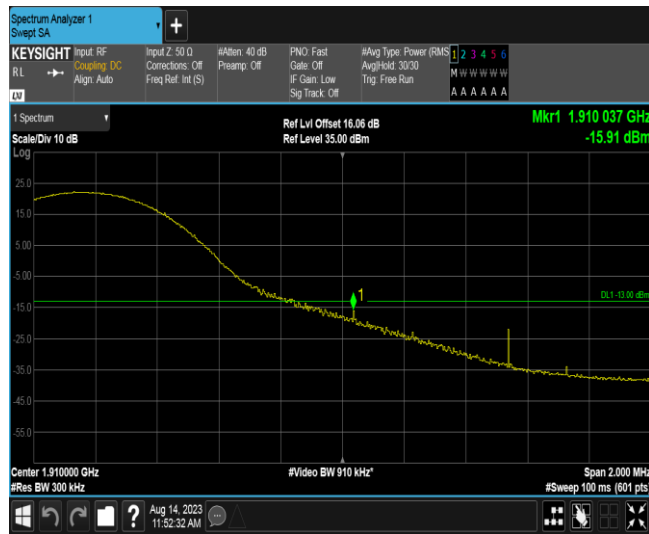 Spectrum Analyzer 1
Swept SA
+
KEYSIGHT
RL
LXI
Input: RF
Coupling: DC
Align: Auto
Input Z: 50 Ω
Corrections: Off
Freq Ref: Int (S)
#Atten: 40 dB
Preamp: Off
PNO: Fast
Gate: Off
IF Gain: Low
Sig Track: Off
#Avg Type: Power (RMS
Avg|Hold: 30/30
Trig: Free Run
1 2 3 4 5 6
M W W W W W
A A A A A A
1 Spectrum
Scale/Div 10 dB
Log
Ref Lvl Offset 16.06 dB
Ref Level 35.00 dBm
Mkr1 1.910 037 GHz
-15.91 dBm
25.0
15.0
5.00
-5.00
-15.0
-25.0
-35.0
-45.0
-55.0
1
DL1 -13.00 dBm
Center 1.910000 GHz
#Res BW 300 kHz
#Video BW 910 kHz*
Span 2.000 MHz
#Sweep 100 ms (601 pts)
?
Aug 14, 2023
11:52:32 AM